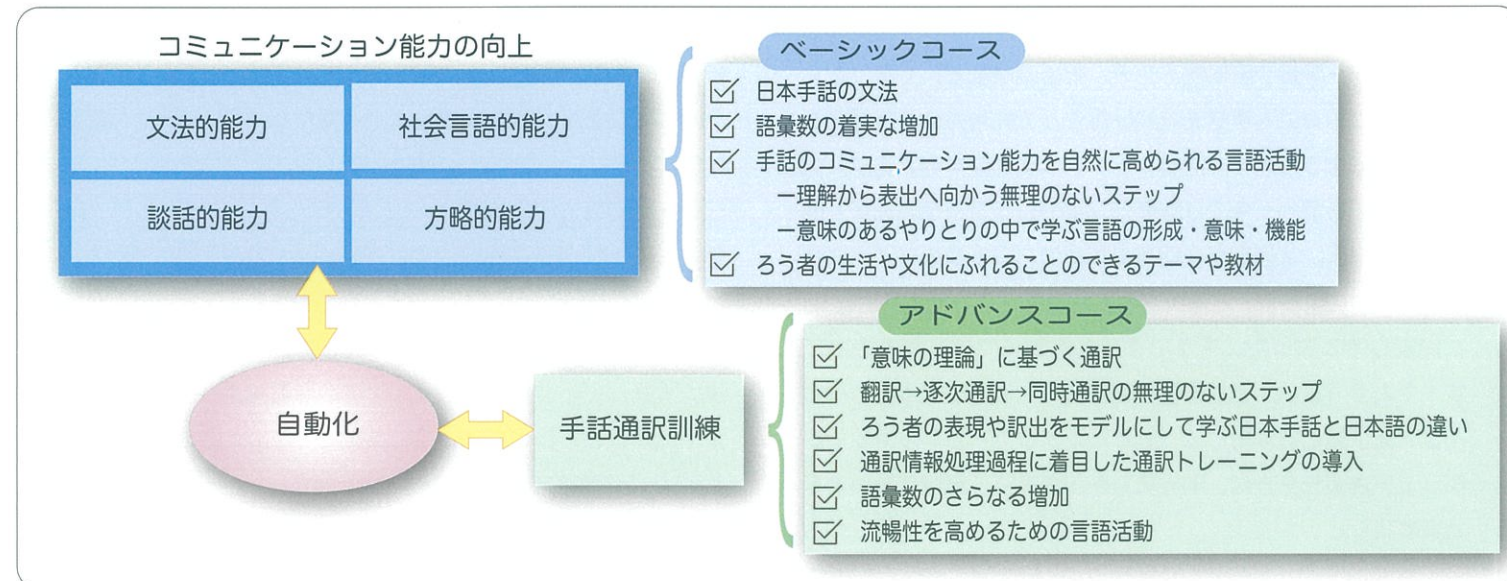 コミュニケーション能力の向上
文法的能力
社会言語的能力
談話的能力
方略的能力
ベーシックコース
☑ 日本手話の文法
☑ 語彙数の着実な増加
☑ 手話のコミュニケーション能力を自然に高められる言語活動
ー理解から表出へ向かう無理のないステップ
ー意味のあるやりとりの中で学ぶ言語の形成・意味・機能
☑ ろう者の生活や文化にふれることのできるテーマや教材
自動化
手話通訳訓練
アドバンスコース
☑ 「意味の理論」に基づく通訳
☑ 翻訳→逐次通訳→同時通訳の無理のないステップ
☑ ろう者の表現や訳出をモデルにして学ぶ日本手話と日本語の違い
☑ 通訳情報処理過程に着目した通訳トレーニングの導入
☑ 語彙数のさらなる増加
☑ 流暢性を高めるための言語活動